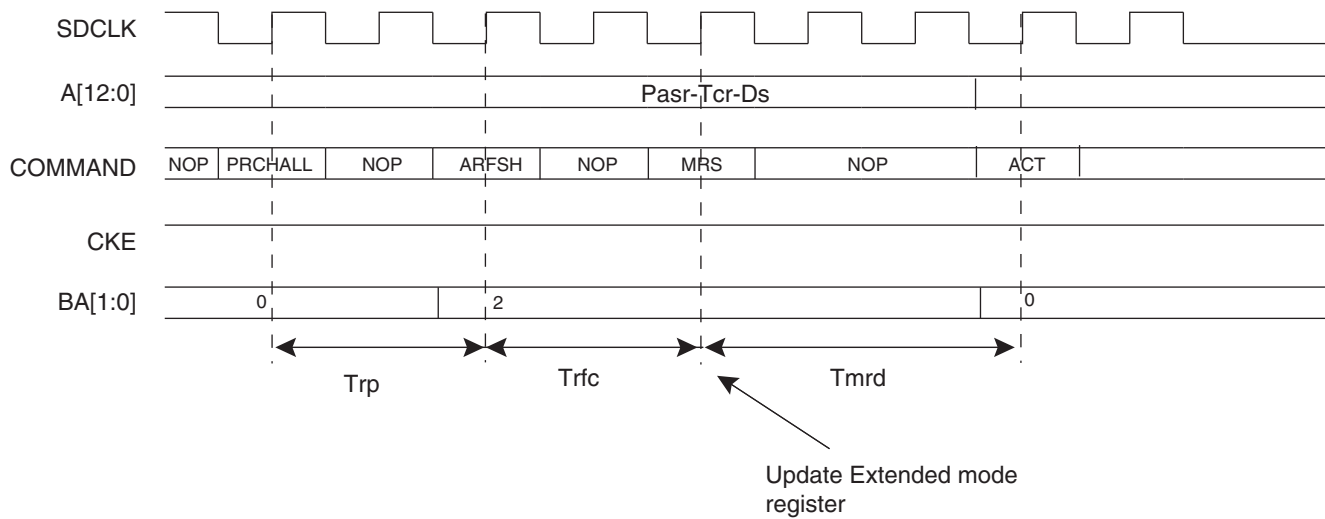 SDCLK
A[12:0]
Pasr-Tcr-Ds
COMMAND
NOP PRCHALL NOP ARFSH NOP MRS NOP ACT
CKE
BA[1:0]
0 2 0
Trp Trfc Tmrd
Update Extended mode
register